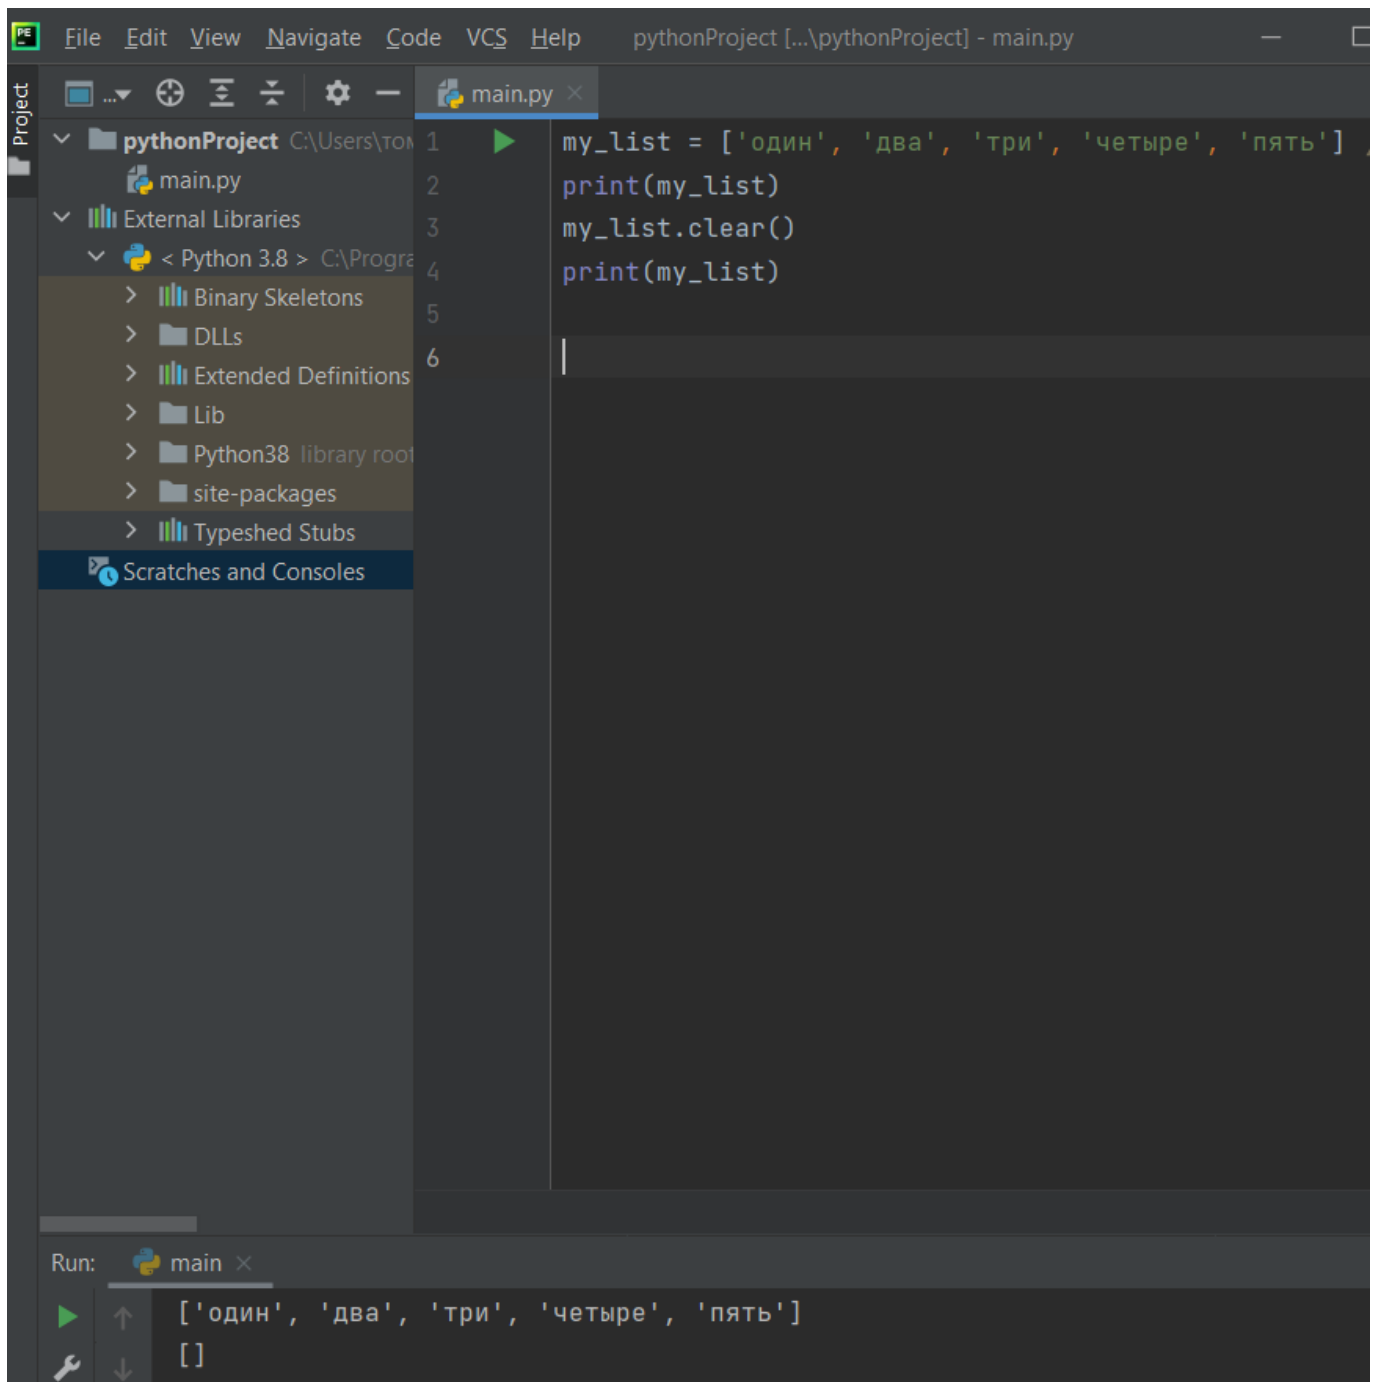 PE File Edit View Navigate Code VCS Help pythonProject [...\pythonProject] - main.py
Project
... main.py
pythonProject C:\Users\том
main.py
External Libraries
< Python 3.8 > C:\Progra
Binary Skeletons
DLLs
Extended Definitions
Lib
Python38 library root
site-packages
Typeshed Stubs
Scratches and Consoles
1 my_list = ['один', 'два', 'три', 'четыре', 'пять']
2 print(my_list)
3 my_list.clear()
4 print(my_list)
5
6
Run: main
['один', 'два', 'три', 'четыре', 'пять']
[]